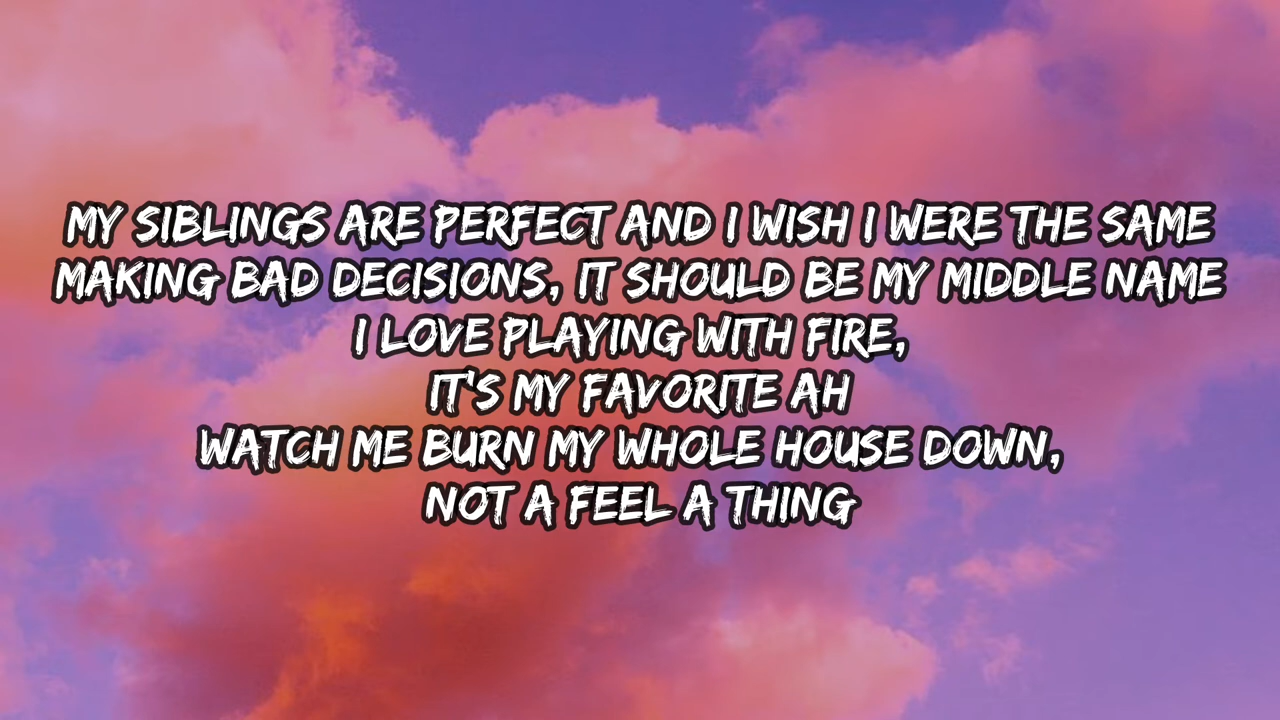 MY SIBLINGS ARE PERFECT AND I WISH I WERE THE SAME
MAKING BAD DECISIONS, IT SHOULD BE MY MIDDLE NAME
I LOVE PLAYING WITH FIRE,
IT'S MY FAVORITE AH
WATCH ME BURN MY WHOLE HOUSE DOWN,
NOT A FEEL A THING